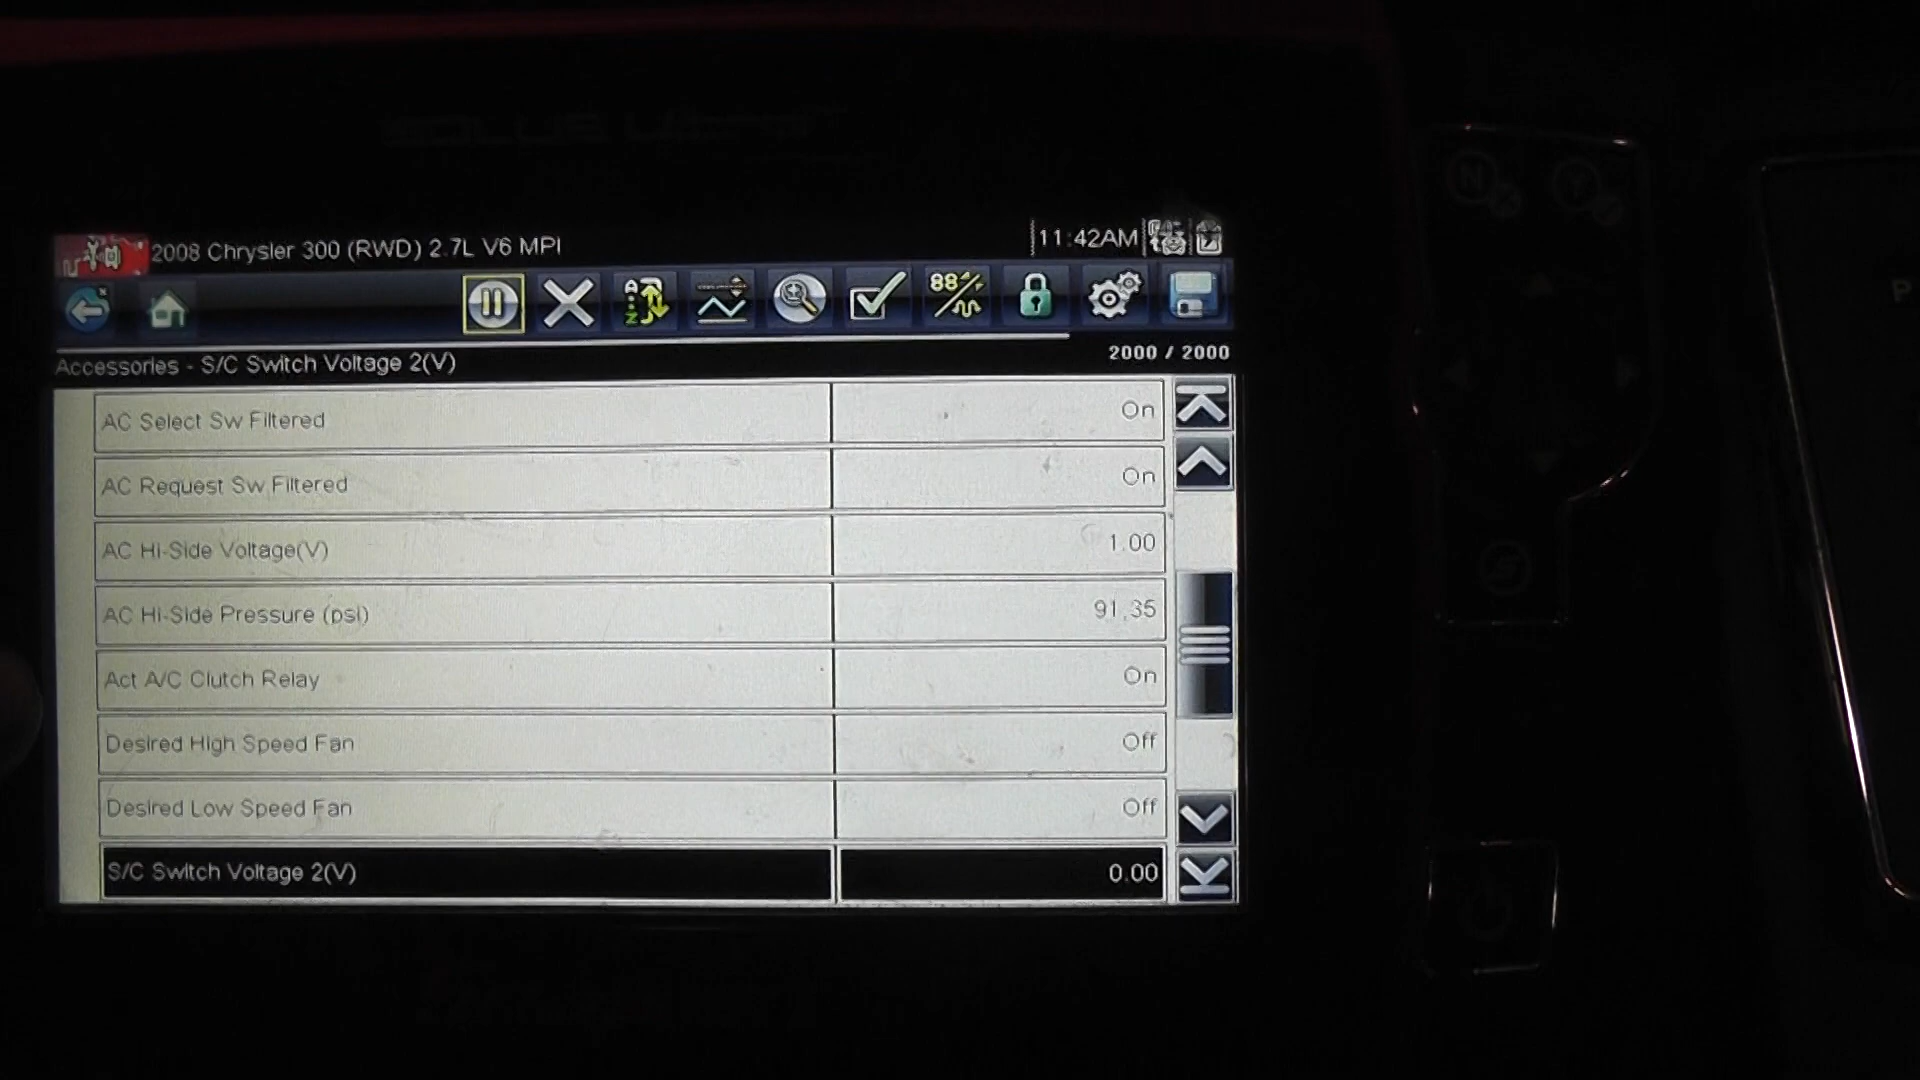 2008 Chrysler 300 (RWD) 2.7L V6 MPI
11:42AM
Accessories - S/C Switch Voltage 2(V)
2000 / 2000
AC Select Sw Filtered On
AC Request Sw Filtered On
AC Hi-Side Voltage(V) 1.00
AC Hi-Side Pressure (psi) 91.35
Act A/C Clutch Relay On
Desired High Speed Fan Off
Desired Low Speed Fan Off
S/C Switch Voltage 2(V) 0.00
N
Y
P